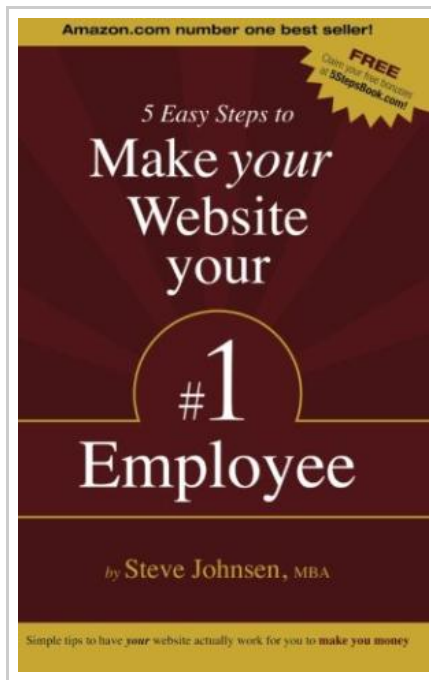 Amazon.com number one best seller!
FREE
Claim your free bonuses
at 5StepsBook.com!
5 Easy Steps to
Make your
Website
your
#1
Employee
by Steve Johnsen, MBA
Simple tips to have your website actually work for you to make you money